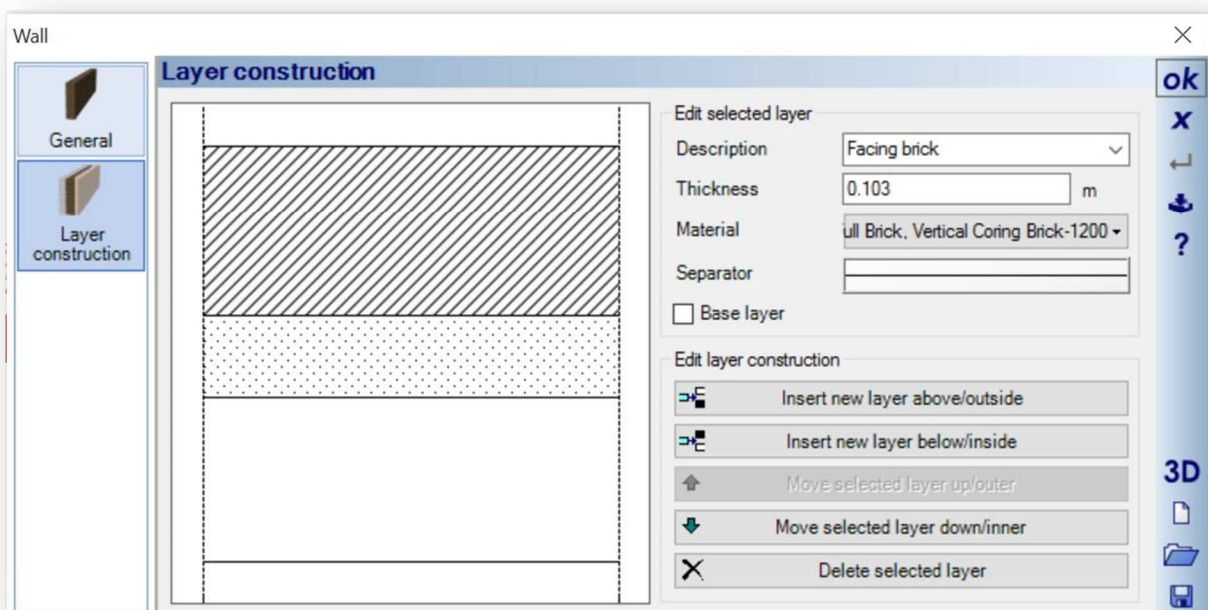 Wall
General
Layer
construction
Layer construction
Edit selected layer
Description Facing brick
Thickness 0.103 m
Material ull Brick, Vertical Coring Brick-1200
Separator
Base layer
Edit layer construction
Insert new layer above/outside
Insert new layer below/inside
Move selected layer up/outer
Move selected layer down/inner
Delete selected layer
ok
x
?
3D